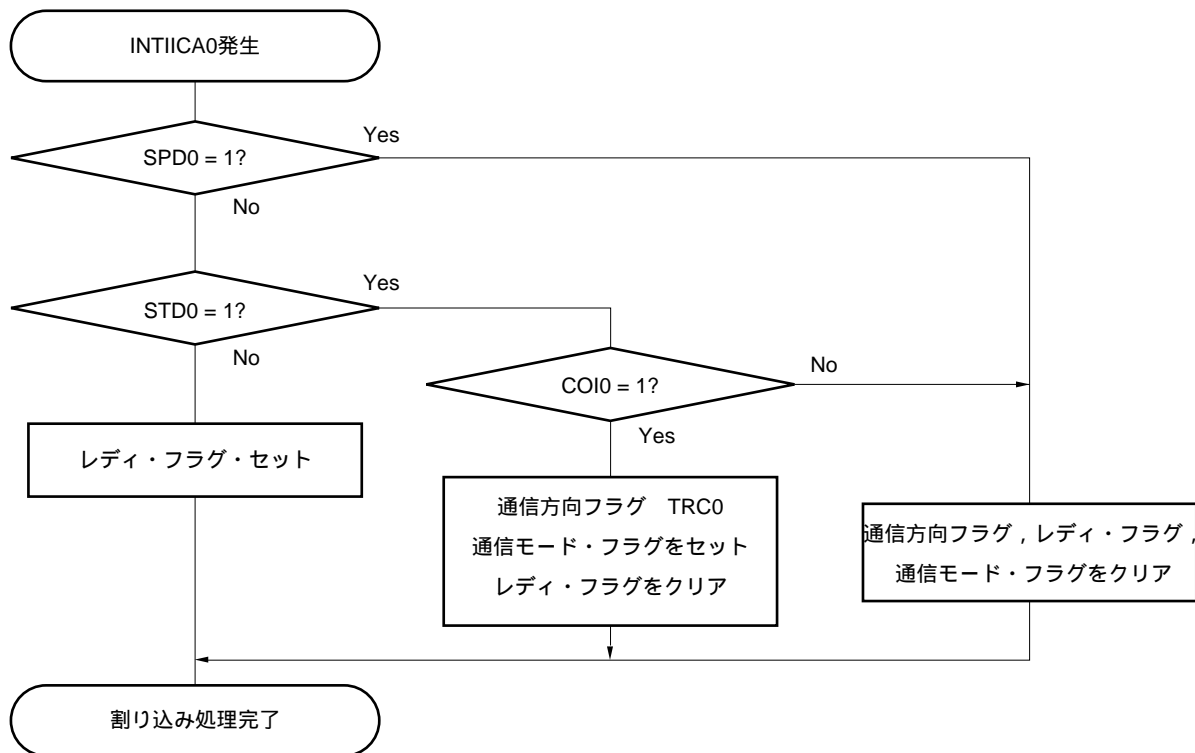 INTIICA0発生
SPD0 = 1?
Yes
No
STD0 = 1?
Yes
No
COI0 = 1?
No
Yes
レディ・フラグ・セット
通信方向フラグ　TRC0
通信モード・フラグをセット
レディ・フラグをクリア
通信方向フラグ , レディ・フラグ ,
通信モード・フラグをクリア
割り込み処理完了